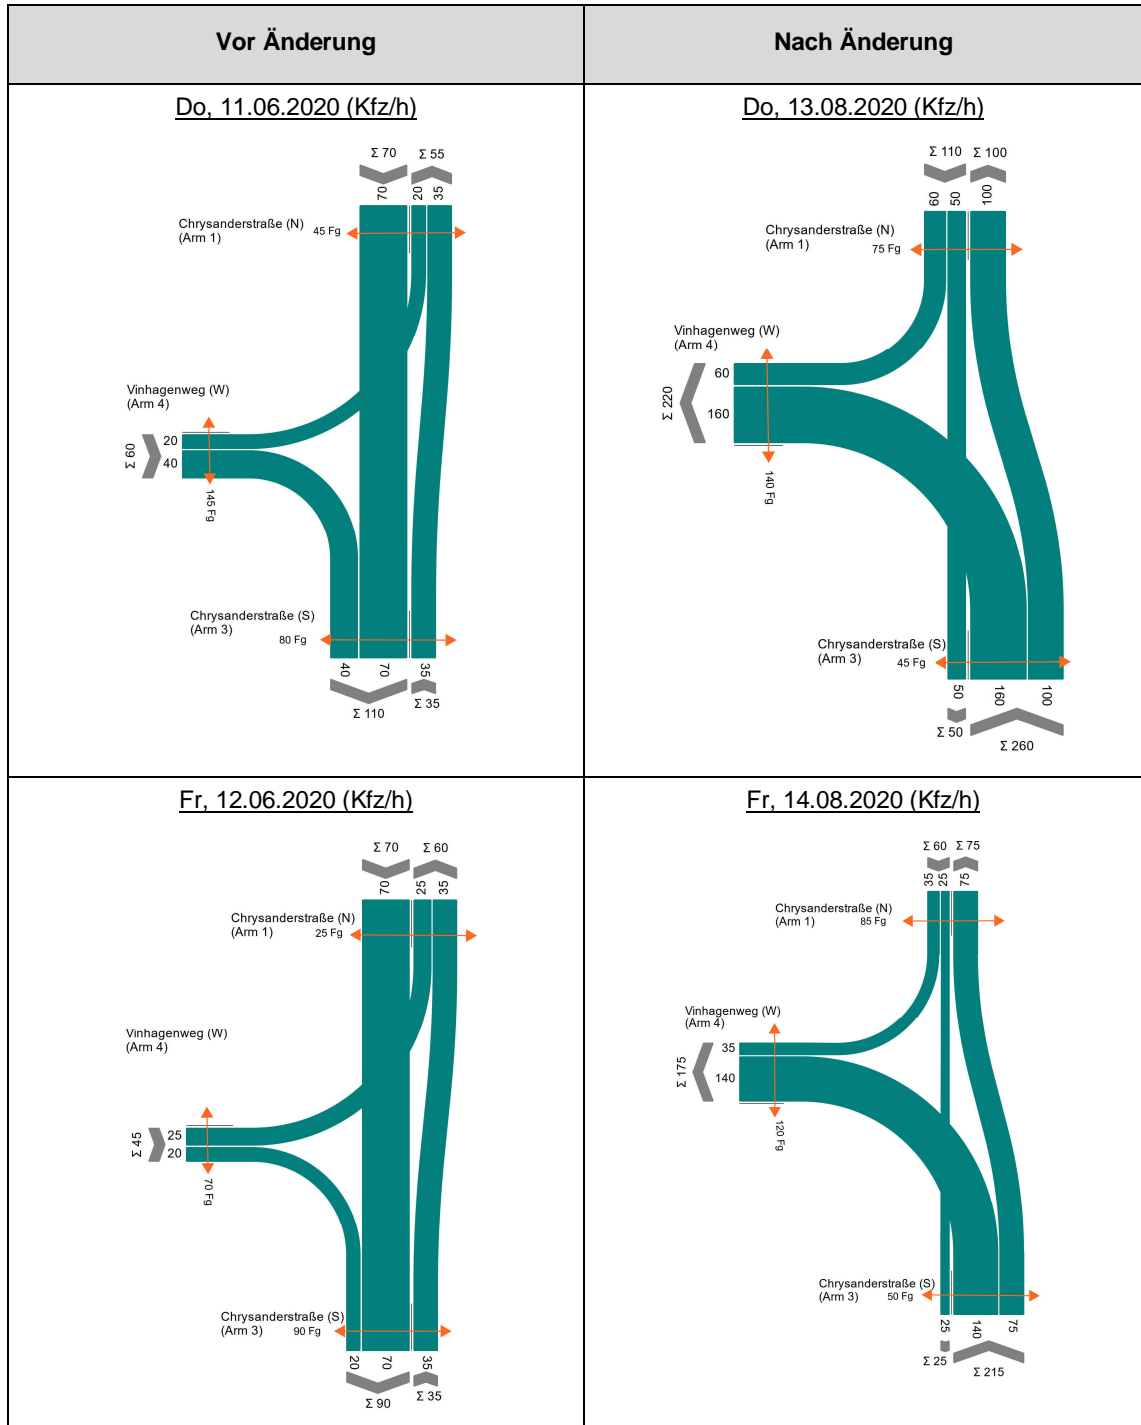 Vor Änderung
Nach Änderung
Do, 11.06.2020 (Kfz/h)
Σ 70
Σ 55
70
20
35
Chrysanderstraße (N)
(Arm 1)
45 Fg
Vinhagenweg (W)
(Arm 4)
Σ 60
20
40
145 Fg
Chrysanderstraße (S)
(Arm 3)
80 Fg
40
70
35
Σ 110
Σ 35
Do, 13.08.2020 (Kfz/h)
Σ 110
Σ 100
60
50
100
Chrysanderstraße (N)
(Arm 1)
75 Fg
Vinhagenweg (W)
(Arm 4)
Σ 220
60
160
140 Fg
Chrysanderstraße (S)
(Arm 3)
45 Fg
50
160
100
Σ 50
Σ 260
Fr, 12.06.2020 (Kfz/h)
Σ 70
Σ 60
70
25
35
Chrysanderstraße (N)
(Arm 1)
25 Fg
Vinhagenweg (W)
(Arm 4)
Σ 45
25
20
70 Fg
Chrysanderstraße (S)
(Arm 3)
90 Fg
20
70
35
Σ 90
Σ 35
Fr, 14.08.2020 (Kfz/h)
Σ 60
Σ 75
35
25
75
Chrysanderstraße (N)
(Arm 1)
85 Fg
Vinhagenweg (W)
(Arm 4)
Σ 175
35
140
120 Fg
Chrysanderstraße (S)
(Arm 3)
50 Fg
25
140
75
Σ 25
Σ 215